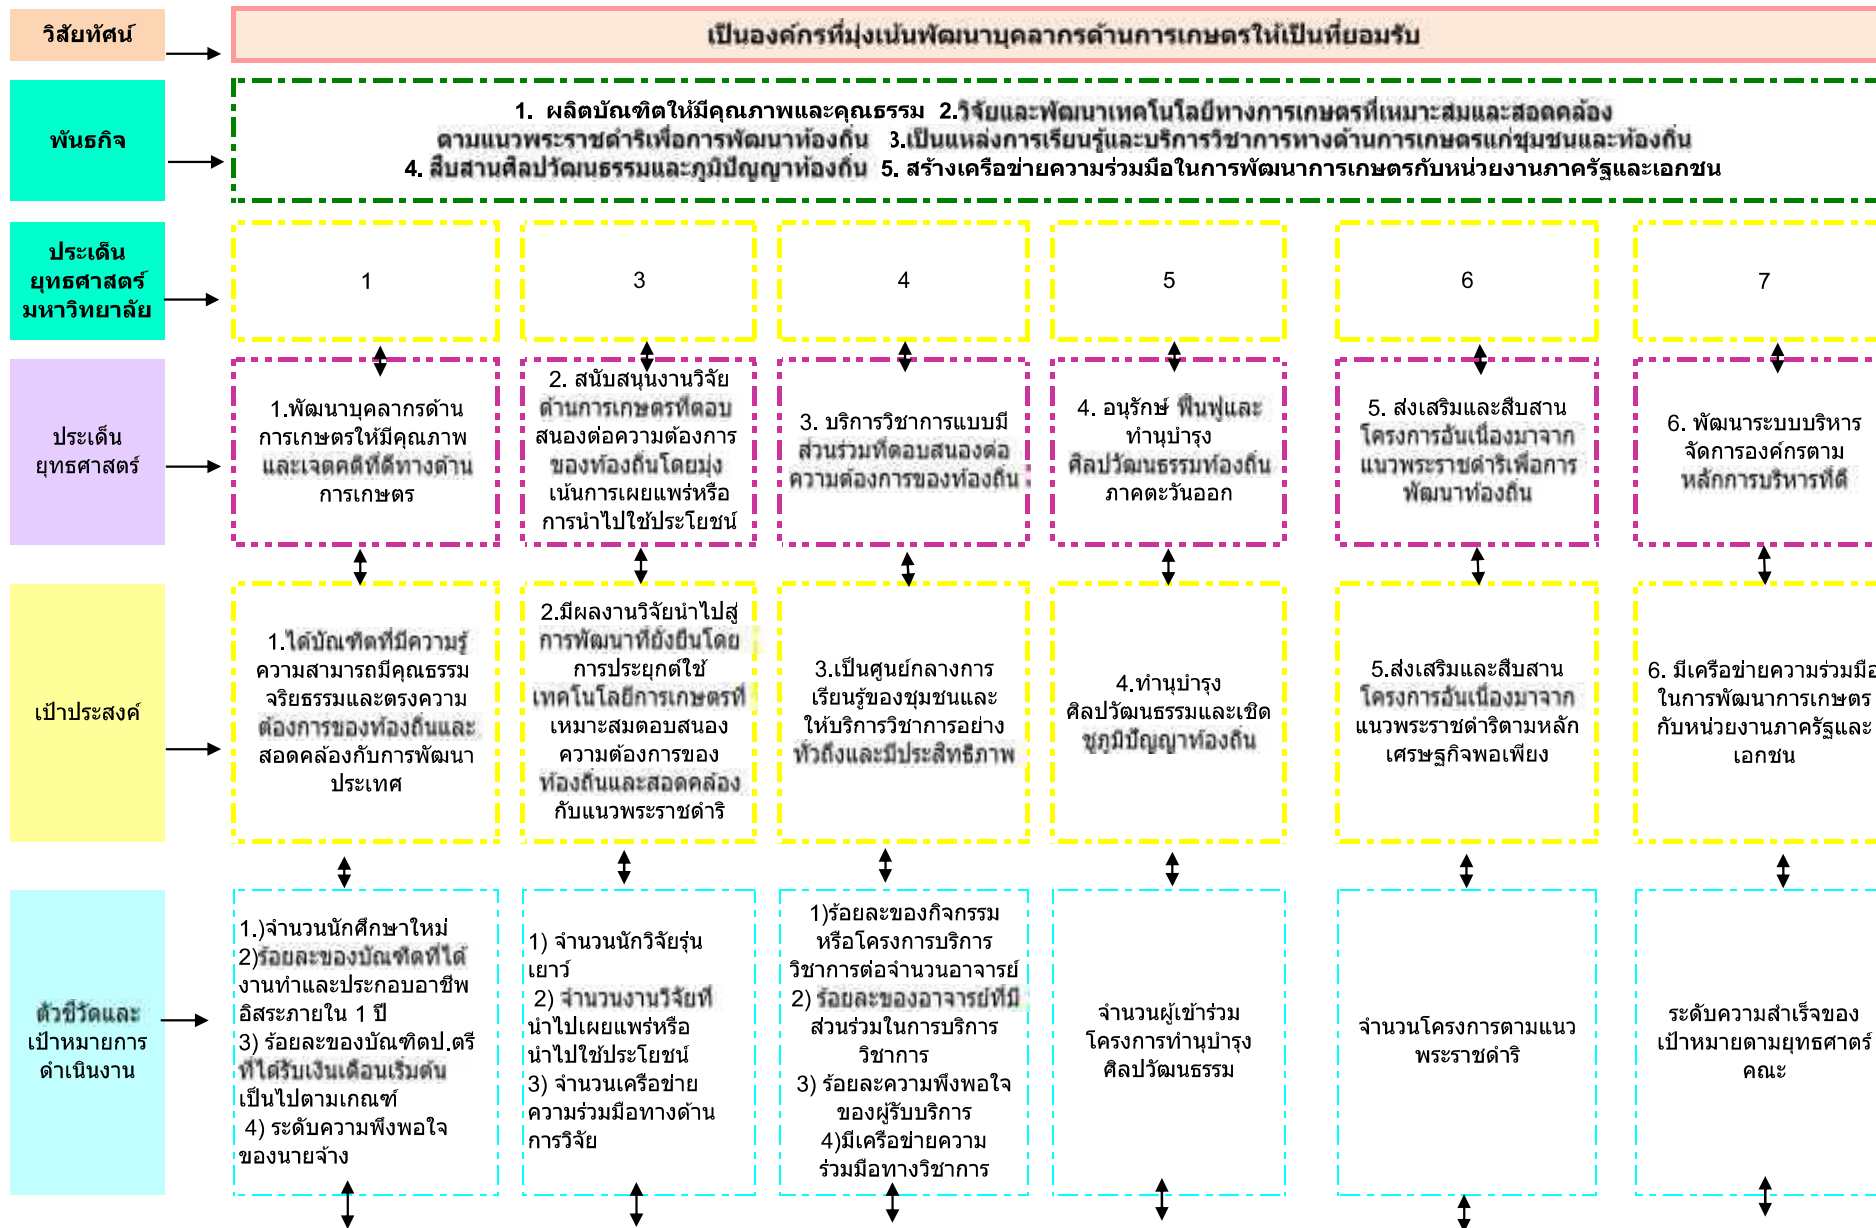 วิสัยทัศน์
เป็นองค์กรที่มุ่งเน้นพัฒนาบุคลากรด้านการเกษตรให้เป็นที่ยอมรับ
พันธกิจ
1. ผลิตบัณฑิตให้มีคุณภาพและคุณธรรม 2.วิจัยและพัฒนาเทคโนโลยีทางการเกษตรที่เหมาะสมและสอดคล้อง
ตามแนวพระราชดำริเพื่อการพัฒนาท้องถิ่น 3.เป็นแหล่งการเรียนรู้และบริการวิชาการทางด้านการเกษตรแก่ชุมชนและท้องถิ่น
4. สืบสานศิลปวัฒนธรรมและภูมิปัญญาท้องถิ่น 5. สร้างเครือข่ายความร่วมมือในการพัฒนาการเกษตรกับหน่วยงานภาครัฐและเอกชน
ประเด็น
ยุทธศาสตร์
มหาวิทยาลัย
1
3
4
5
6
7
ประเด็น
ยุทธศาสตร์
1.พัฒนาบุคลากรด้าน
การเกษตรให้มีคุณภาพ
และเจตคติที่ดีทางด้าน
การเกษตร
2. สนับสนุนงานวิจัย
ด้านการเกษตรที่ตอบ
สนองต่อความต้องการ
ของท้องถิ่นโดยมุ่ง
เน้นการเผยแพร่หรือ
การนำไปใช้ประโยชน์
3. บริการวิชาการแบบมี
ส่วนร่วมที่ตอบสนองต่อ
ความต้องการของท้องถิ่น
4. อนุรักษ์ ฟื้นฟูและ
ทำนุบำรุง
ศิลปวัฒนธรรมท้องถิ่น
ภาคตะวันออก
5. ส่งเสริมและสืบสาน
โครงการอันเนื่องมาจาก
แนวพระราชดำริเพื่อการ
พัฒนาท้องถิ่น
6. พัฒนาระบบบริหาร
จัดการองค์กรตาม
หลักการบริหารที่ดี
เป้าประสงค์
1.ได้บัณฑิตที่มีความรู้
ความสามารถมีคุณธรรม
จริยธรรมและตรงความ
ต้องการของท้องถิ่นและ
สอดคล้องกับการพัฒนา
ประเทศ
2.มีผลงานวิจัยนำไปสู่
การพัฒนาที่ยั่งยืนโดย
การประยุกต์ใช้
เทคโนโลยีการเกษตรที่
เหมาะสมตอบสนอง
ความต้องการของ
ท้องถิ่นและสอดคล้อง
กับแนวพระราชดำริ
3.เป็นศูนย์กลางการ
เรียนรู้ของชุมชนและ
ให้บริการวิชาการอย่าง
ทั่วถึงและมีประสิทธิภาพ
4.ทำนุบำรุง
ศิลปวัฒนธรรมและเชิด
ชูภูมิปัญญาท้องถิ่น
5.ส่งเสริมและสืบสาน
โครงการอันเนื่องมาจาก
แนวพระราชดำริตามหลัก
เศรษฐกิจพอเพียง
6. มีเครือข่ายความร่วมมือ
ในการพัฒนาการเกษตร
กับหน่วยงานภาครัฐและ
เอกชน
ตัวชี้วัดและ
เป้าหมายการ
ดำเนินงาน
1.)จำนวนนักศึกษาใหม่
2)ร้อยละของบัณฑิตที่ได้
งานทำและประกอบอาชีพ
อิสระภายใน 1 ปี
3) ร้อยละของบัณฑิตป.ตรี
ที่ได้รับเงินเดือนเริ่มต้น
เป็นไปตามเกณฑ์
4) ระดับความพึงพอใจ
ของนายจ้าง
1) จำนวนนักวิจัยรุ่น
เยาว์
2) จำนวนงานวิจัยที่
นำไปเผยแพร่หรือ
นำไปใช้ประโยชน์
3) จำนวนเครือข่าย
ความร่วมมือทางด้าน
การวิจัย
1)ร้อยละของกิจกรรม
หรือโครงการบริการ
วิชาการต่อจำนวนอาจารย์
2) ร้อยละของอาจารย์ที่มี
ส่วนร่วมในการบริการ
วิชาการ
3) ร้อยละความพึงพอใจ
ของผู้รับบริการ
4)มีเครือข่ายความ
ร่วมมือทางวิชาการ
จำนวนผู้เข้าร่วม
โครงการทำนุบำรุง
ศิลปวัฒนธรรม
จำนวนโครงการตามแนว
พระราชดำริ
ระดับความสำเร็จของ
เป้าหมายตามยุทธศาตร์
คณะ